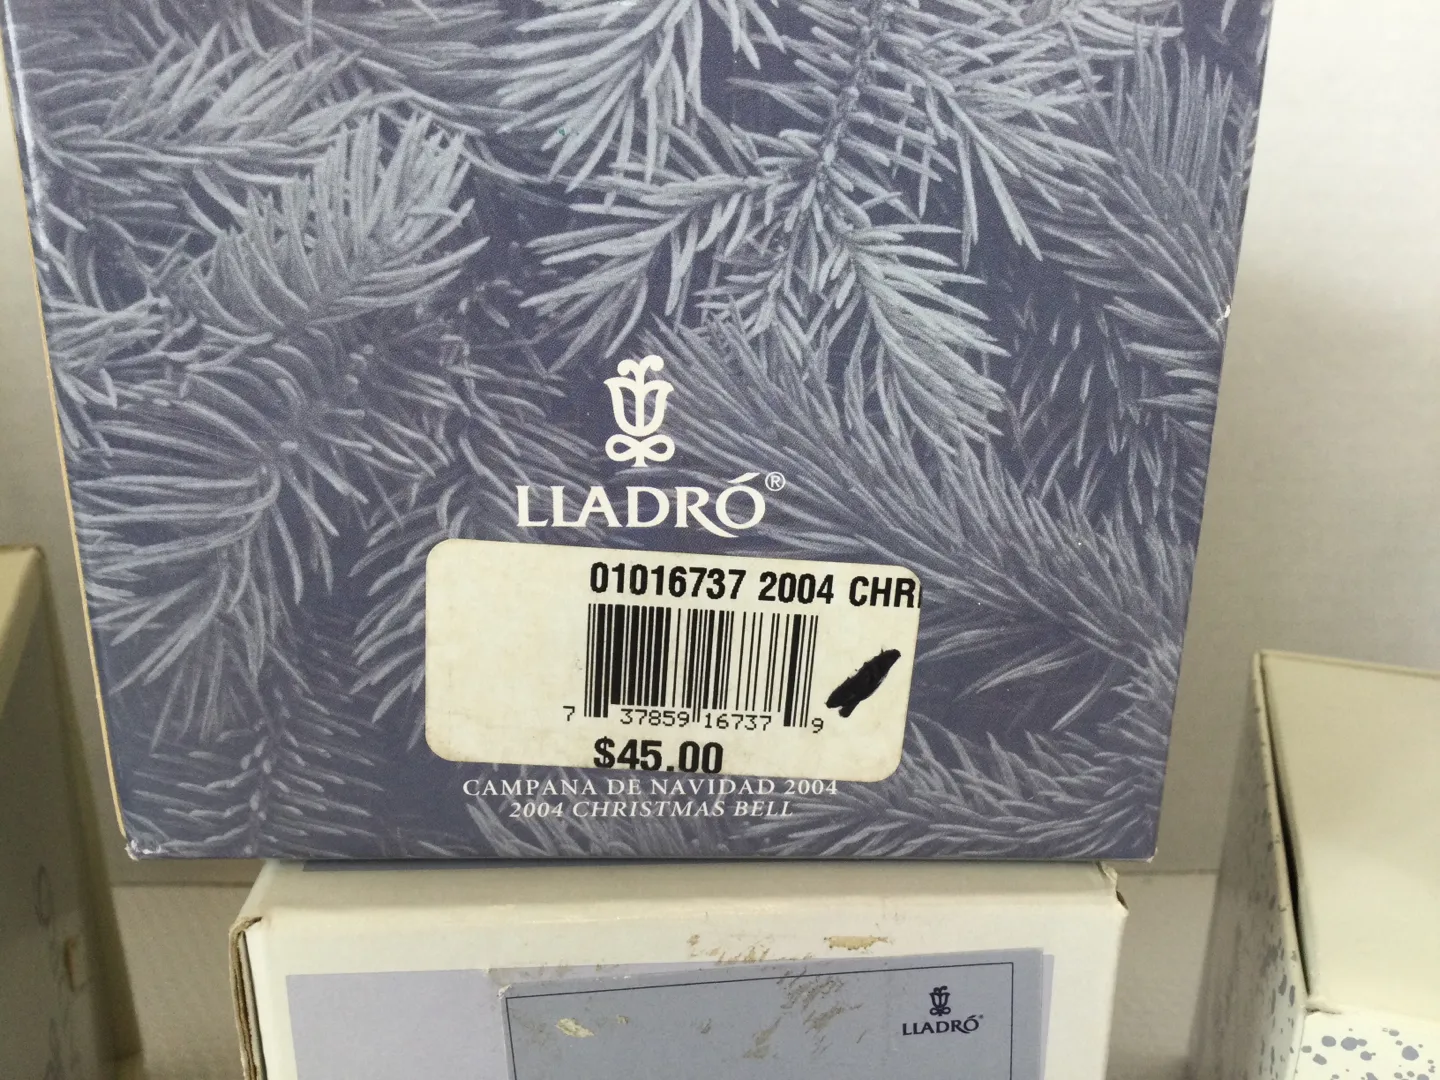 LLADRÓ®
01016737 2004 CHR
7 37859 16737 9
$45.00
CAMPANA DE NAVIDAD 2004
2004 CHRISTMAS BELL
LLADRÓ®